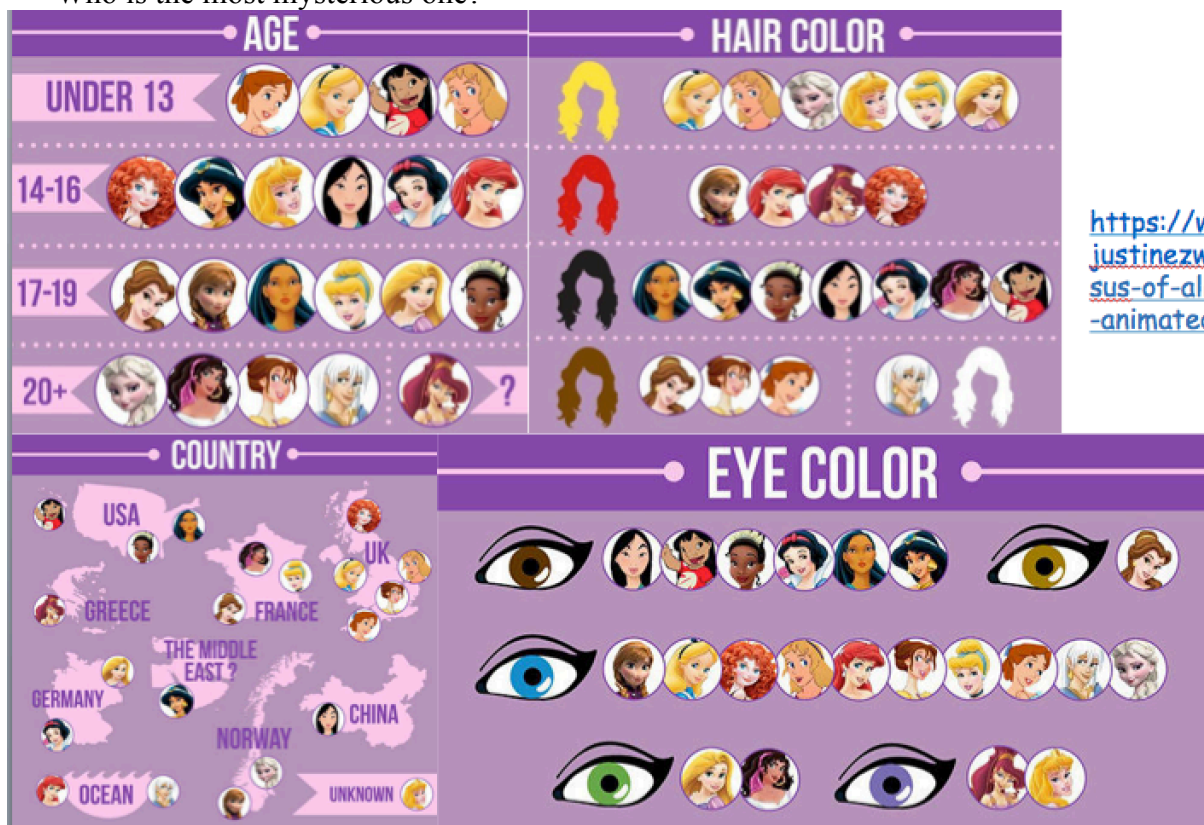 Who is the most mysterious one?
AGE
UNDER 13
14-16
17-19
20+
?
HAIR COLOR
https://w
justinezw
sus-of-al
-animated
COUNTRY
USA
UK
GREECE
FRANCE
THE MIDDLE
EAST ?
GERMANY
CHINA
NORWAY
OCEAN
UNKNOWN
EYE COLOR